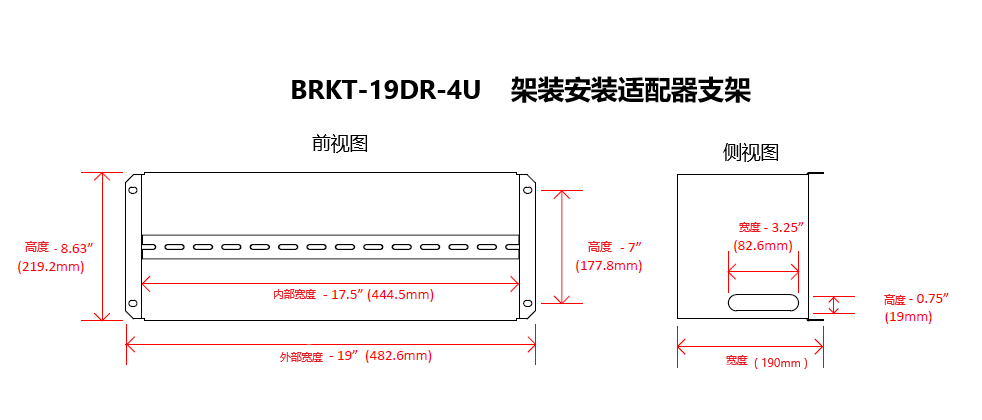 BRKT-19DR-4U 架装安装适配器支架
前视图
侧视图
高度 - 8.63”
(219.2mm)
高度 - 7”
(177.8mm)
内部宽度 - 17.5” (444.5mm)
外部宽度 - 19” (482.6mm)
宽度 - 3.25”
(82.6mm)
高度 - 0.75”
(19mm)
宽度 ( 190mm )